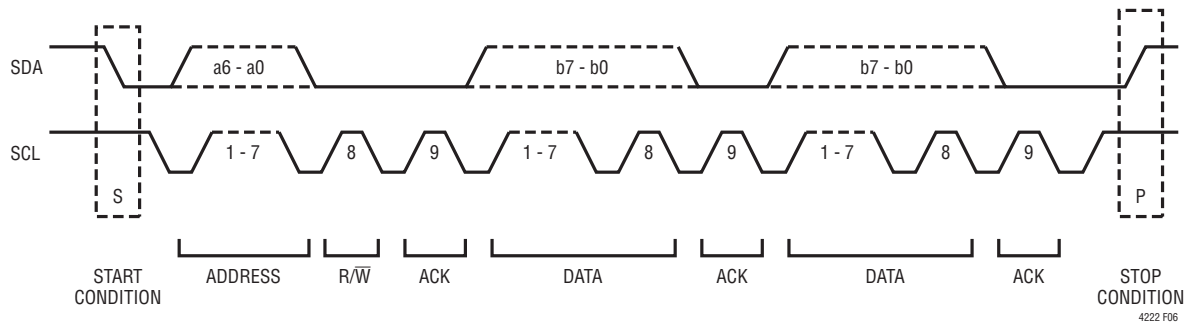 SDA
a6 - a0
b7 - b0
b7 - b0
SCL
1 - 7
8
9
1 - 7
8
9
1 - 7
8
9
S
P
START
CONDITION
ADDRESS
R/W̅
ACK
DATA
ACK
DATA
ACK
STOP
CONDITION
4222 F06